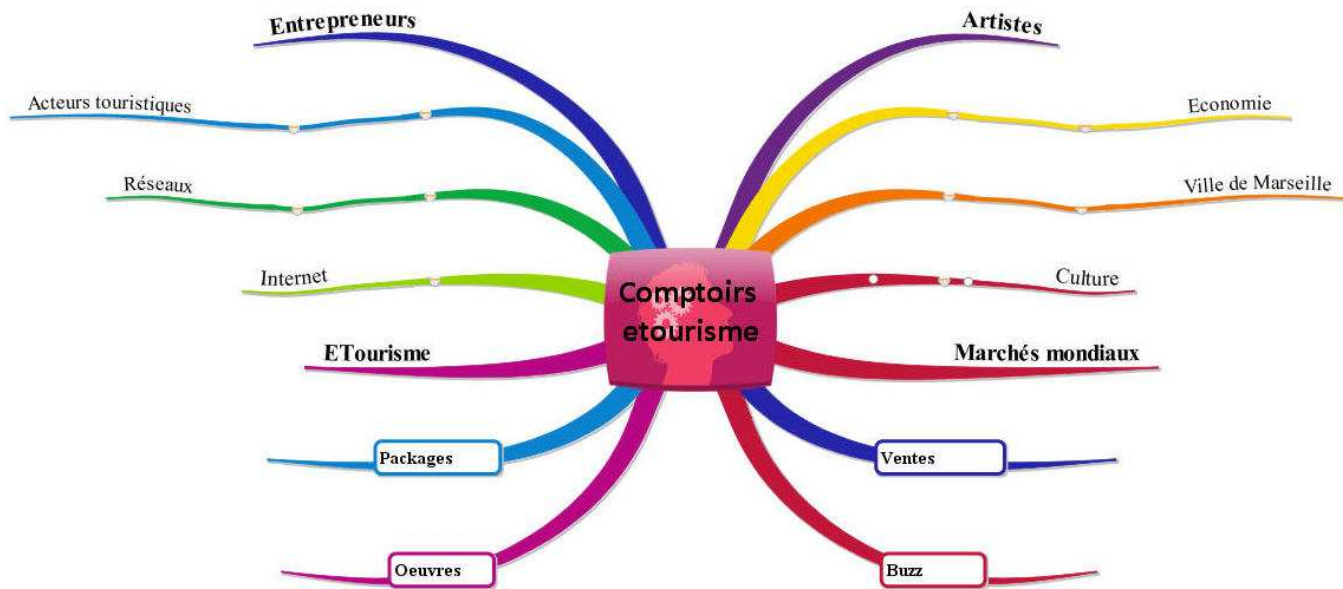 Entrepreneurs
Artistes
Acteurs touristiques
Economie
Réseaux
Ville de Marseille
Internet
Culture
Comptoirs
etourisme
ETourisme
Marchés mondiaux
Packages
Ventes
Oeuvres
Buzz